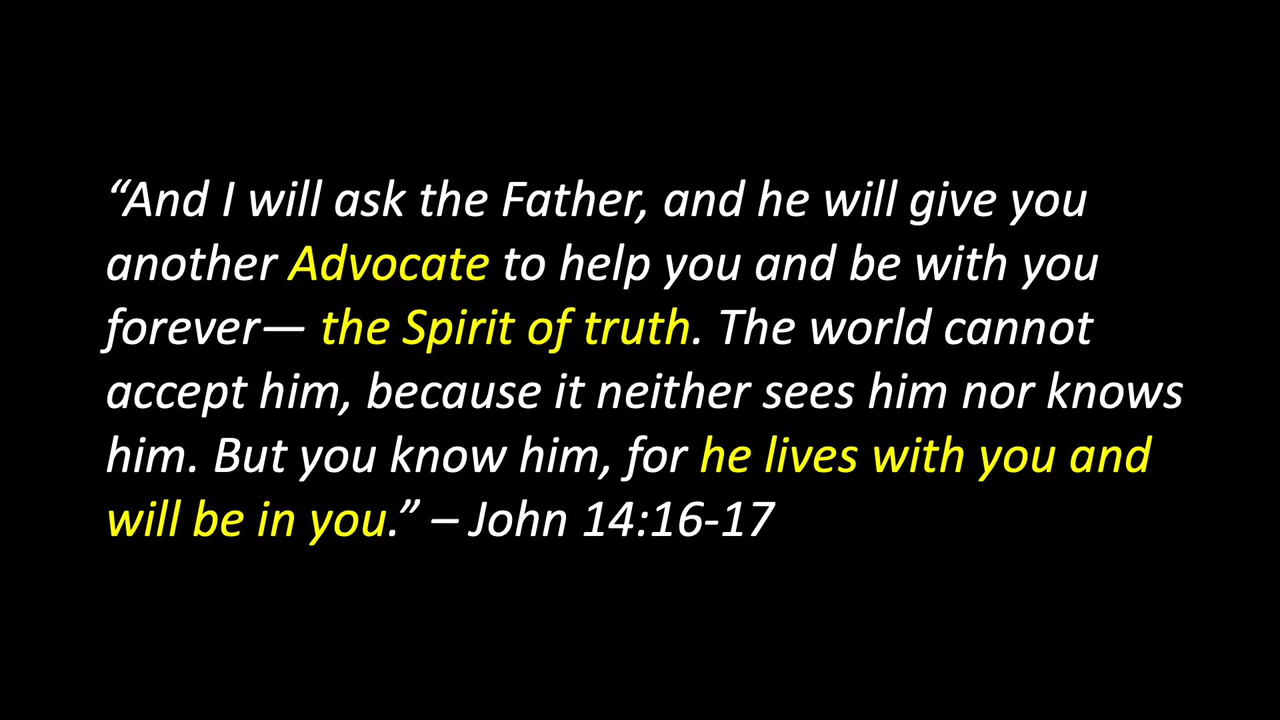 “And I will ask the Father, and he will give you
another Advocate to help you and be with you
forever— the Spirit of truth. The world cannot
accept him, because it neither sees him nor knows
him. But you know him, for he lives with you and
will be in you.” – John 14:16-17